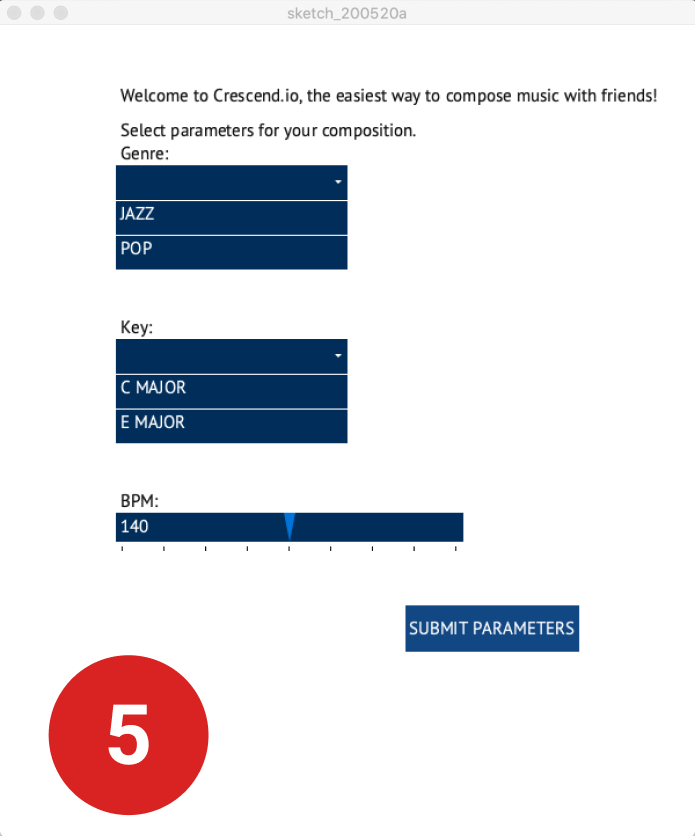 sketch_200520a
Welcome to Crescend.io, the easiest way to compose music with friends!
Select parameters for your composition.
Genre:
JAZZ
POP
Key:
C MAJOR
E MAJOR
BPM:
140
SUBMIT PARAMETERS
5